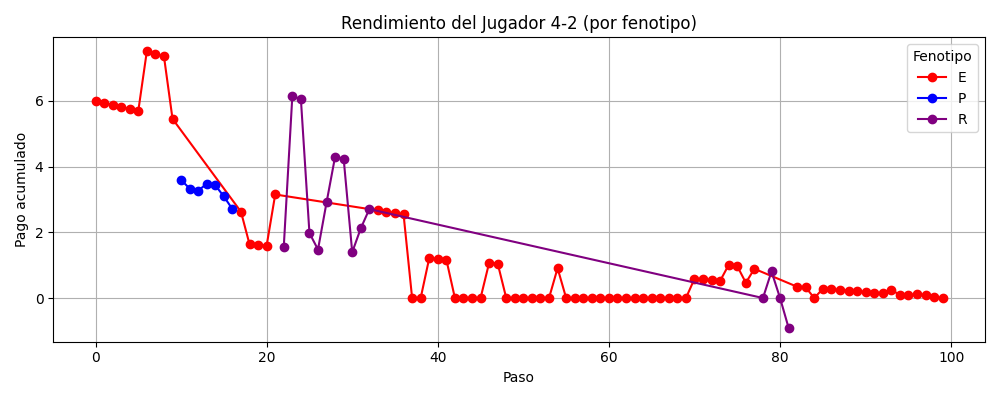 Rendimiento del Jugador 4-2 (por fenotipo)
Pago acumulado
6
4
2
0
Fenotipo
E
P
R
0 20 40 60 80 100
Paso